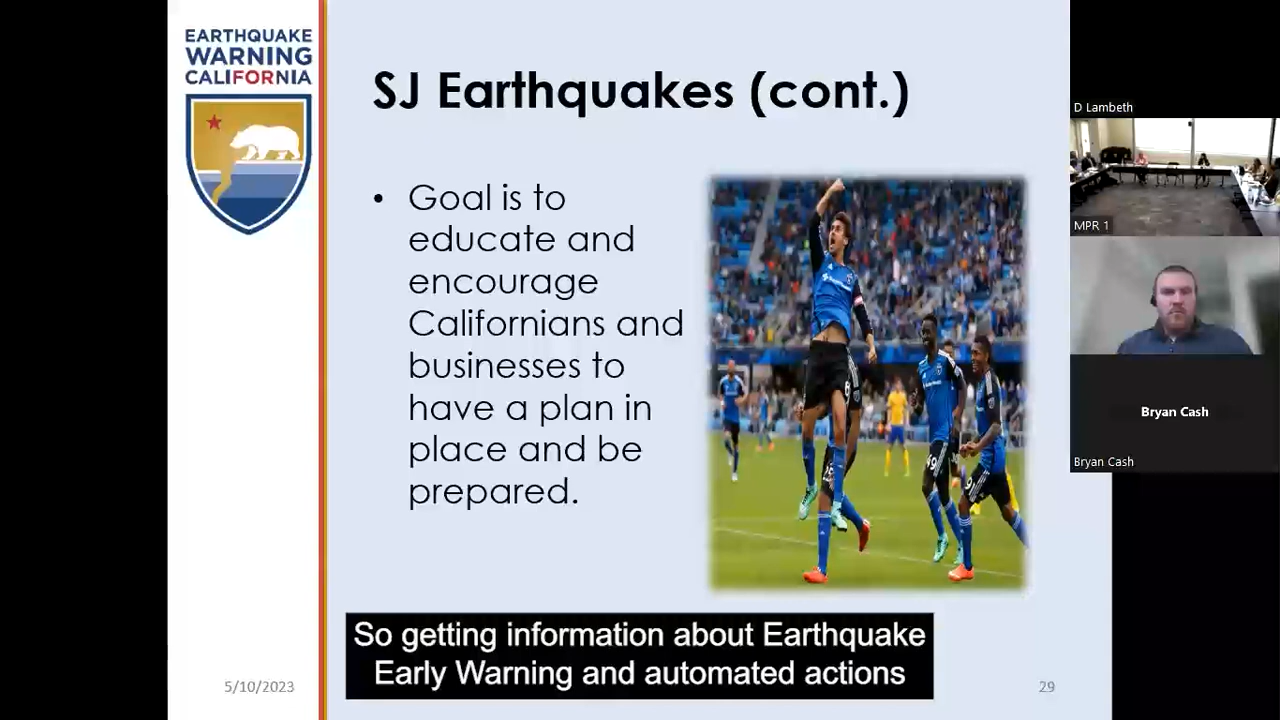 EARTHQUAKE
WARNING
CALIFORNIA
SJ Earthquakes (cont.)
• Goal is to
educate and
encourage
Californians and
businesses to
have a plan in
place and be
prepared.
So getting information about Earthquake
Early Warning and automated actions
5/10/2023
29
D Lambeth
MPR 1
Bryan Cash
Bryan Cash